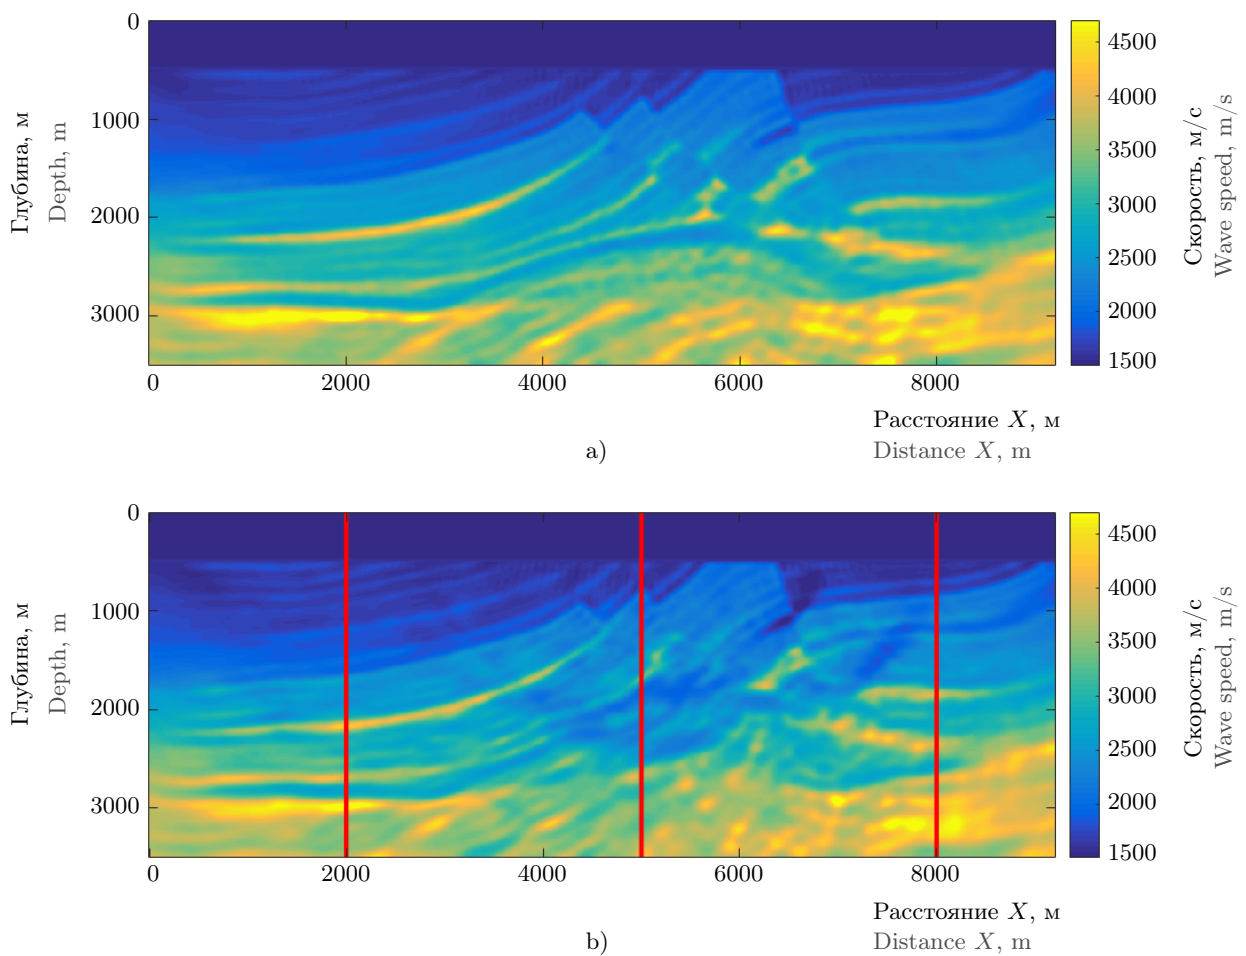 0
1000
2000
3000
Глубина, м
Depth, m
0
2000
4000
6000
8000
4500
4000
3500
3000
2500
2000
1500
Скорость, м/с
Wave speed, m/s
Расстояние X, м
Distance X, m
a)
0
1000
2000
3000
Глубина, м
Depth, m
0
2000
4000
6000
8000
4500
4000
3500
3000
2500
2000
1500
Скорость, м/с
Wave speed, m/s
Расстояние X, м
Distance X, m
b)